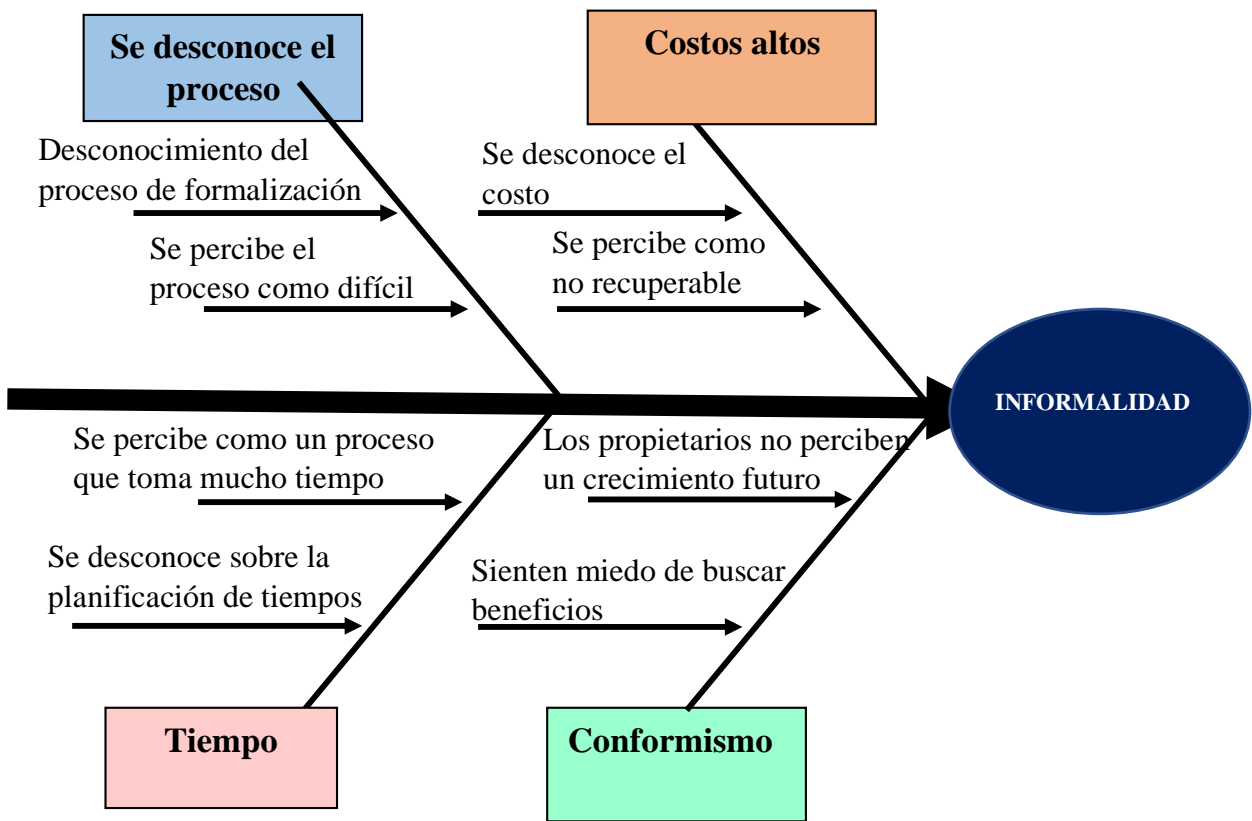 Se desconoce el
proceso
Costos altos
Desconocimiento del
proceso de formalización
Se desconoce el
costo
Se percibe el
proceso como difícil
Se percibe como
no recuperable
INFORMALIDAD
Se percibe como un proceso
que toma mucho tiempo
Los propietarios no perciben
un crecimiento futuro
Se desconoce sobre la
planificación de tiempos
Sienten miedo de buscar
beneficios
Tiempo
Conformismo